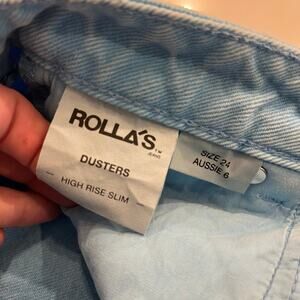 ROLLA'S
JEANS
DUSTERS
HIGH RISE SLIM
SIZE 24
AUSSIE 6